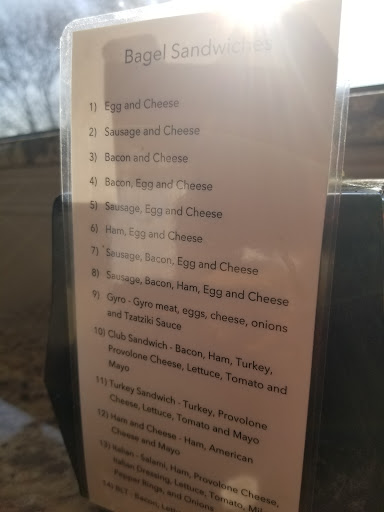 Bagel Sandwiches
1) Egg and Cheese
2) Sausage and Cheese
3) Bacon and Cheese
4) Bacon, Egg and Cheese
5) Sausage, Egg and Cheese
6) Ham, Egg and Cheese
7) Sausage, Bacon, Egg and Cheese
8) Sausage, Bacon, Ham, Egg and Cheese
9) Gyro - Gyro meat, eggs, cheese, onions
and Tzatziki Sauce
10) Club Sandwich - Bacon, Ham, Turkey,
Provolone Cheese, Lettuce, Tomato and
Mayo
11) Turkey Sandwich - Turkey, Provolone
Cheese, Lettuce, Tomato and Mayo
12) Ham and Cheese - Ham, American
Cheese and Mayo
13) Italian - Salami, Ham, Provolone Cheese,
Italian Dressing, Lettuce, Tomato,
Pepper Rings, and Onions
14) BLT - Bacon,